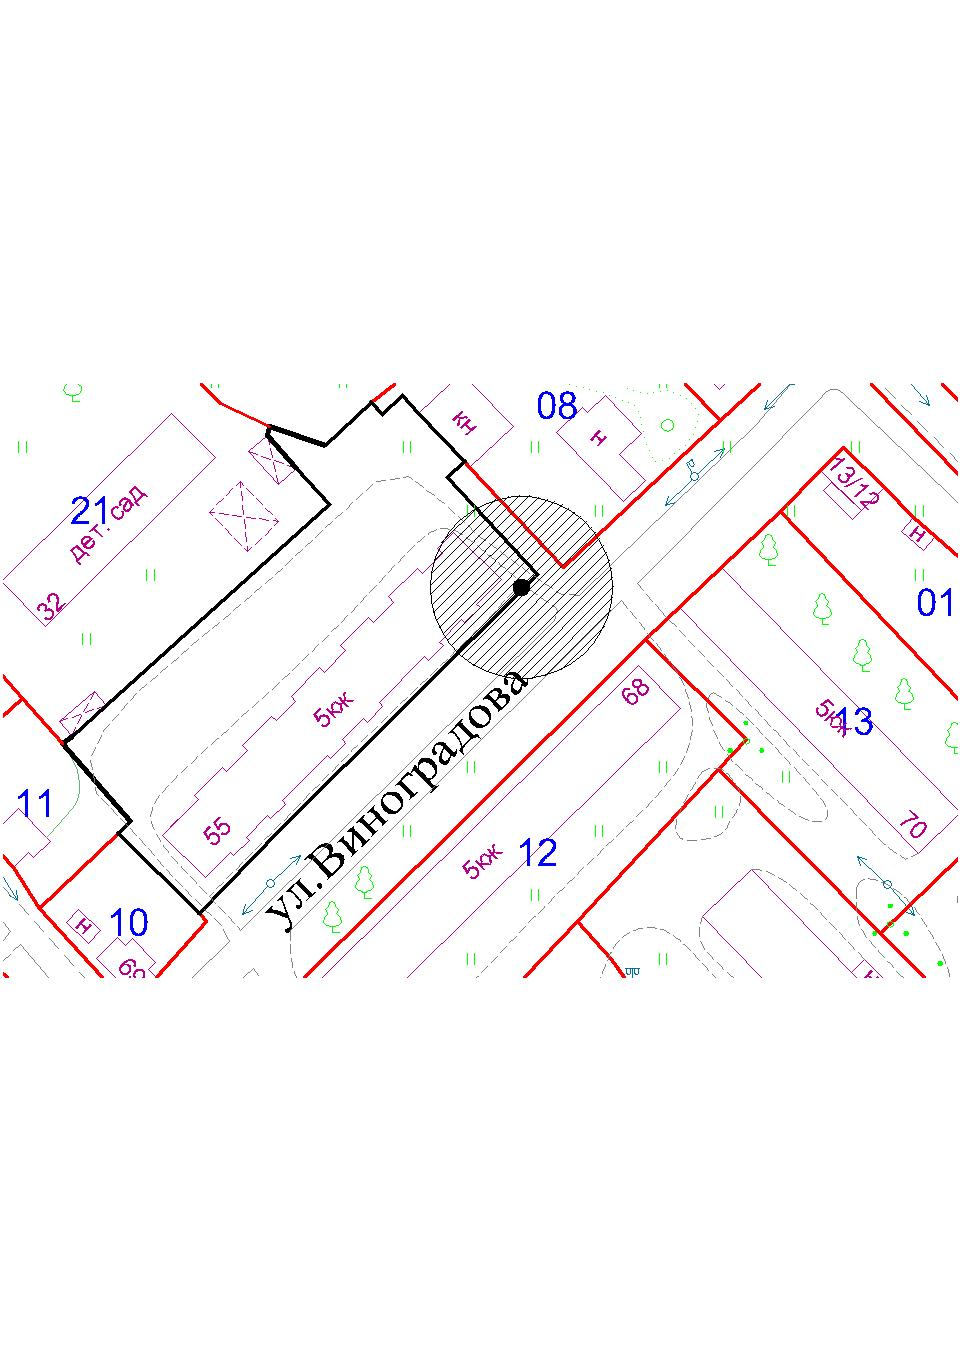 08
кн
н
21
дет. сад
32
13/12
н
01
5кж
68
5кж
13
ул. Виноградова
11
55
70
12
5кж
10
н